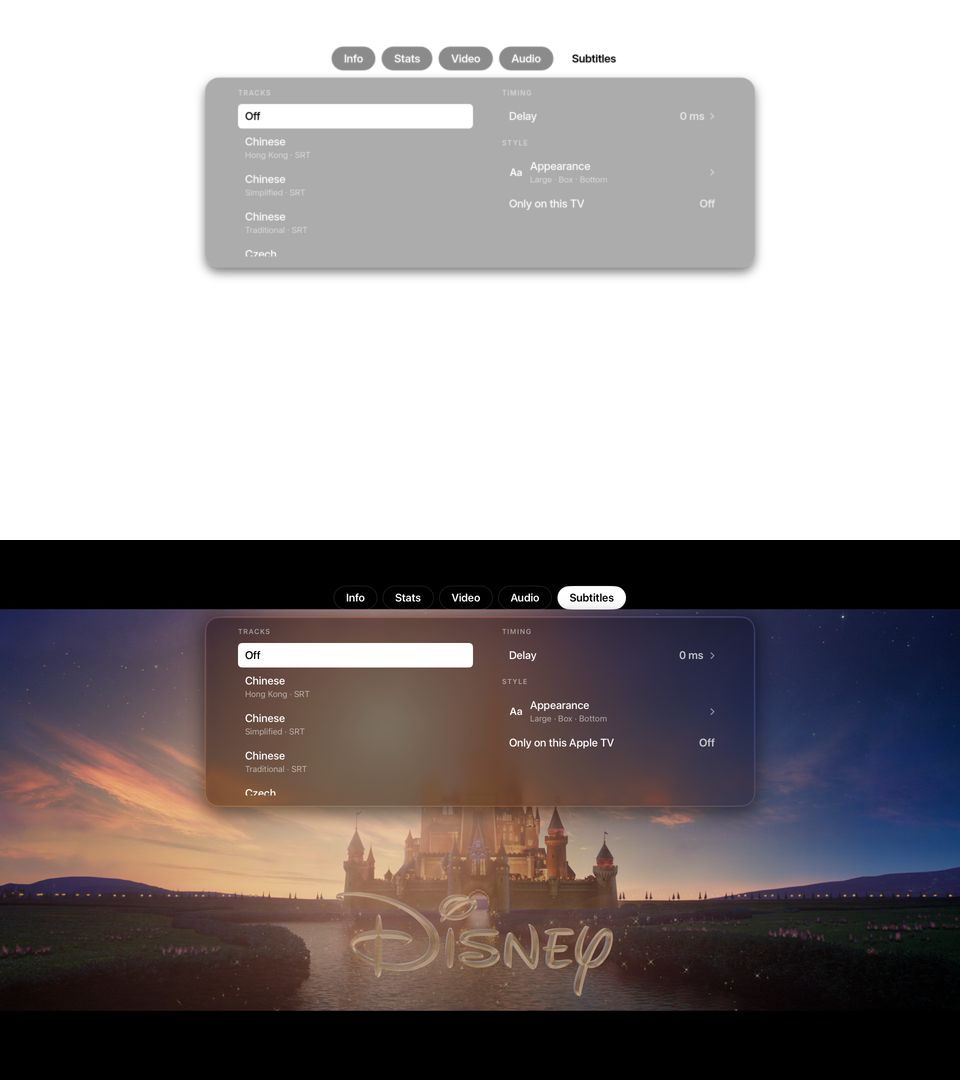 Info Stats Video Audio Subtitles
TRACKS
Off
Chinese
Hong Kong · SRT
Chinese
Simplified · SRT
Chinese
Traditional · SRT
Czech
TIMING
Delay 0 ms
STYLE
Aa Appearance
Large · Box · Bottom
Only on this TV Off
Info Stats Video Audio Subtitles
TRACKS
Off
Chinese
Hong Kong · SRT
Chinese
Simplified · SRT
Chinese
Traditional · SRT
Czech
TIMING
Delay 0 ms
STYLE
Aa Appearance
Large · Box · Bottom
Only on this Apple TV Off
DISNEY